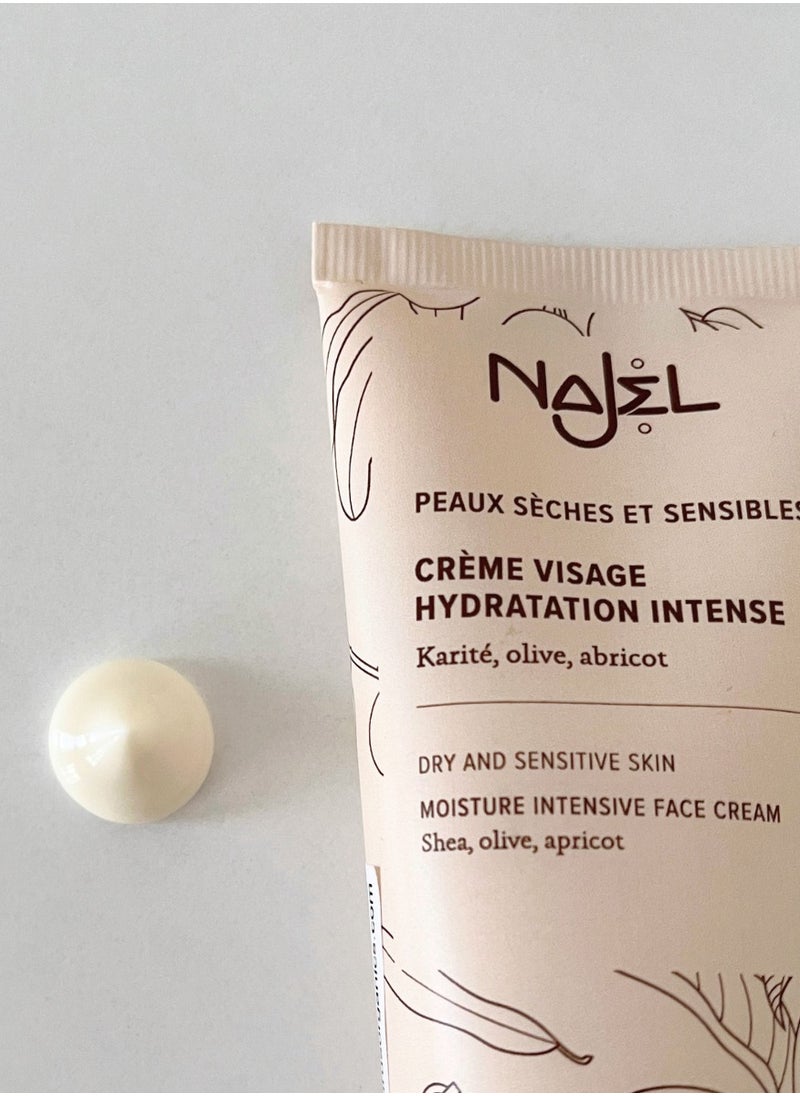 NAJEL
PEAUX SÈCHES ET SENSIBLES
CRÈME VISAGE
HYDRATATION INTENSE
Karité, olive, abricot
DRY AND SENSITIVE SKIN
MOISTURE INTENSIVE FACE CREAM
Shea, olive, apricot